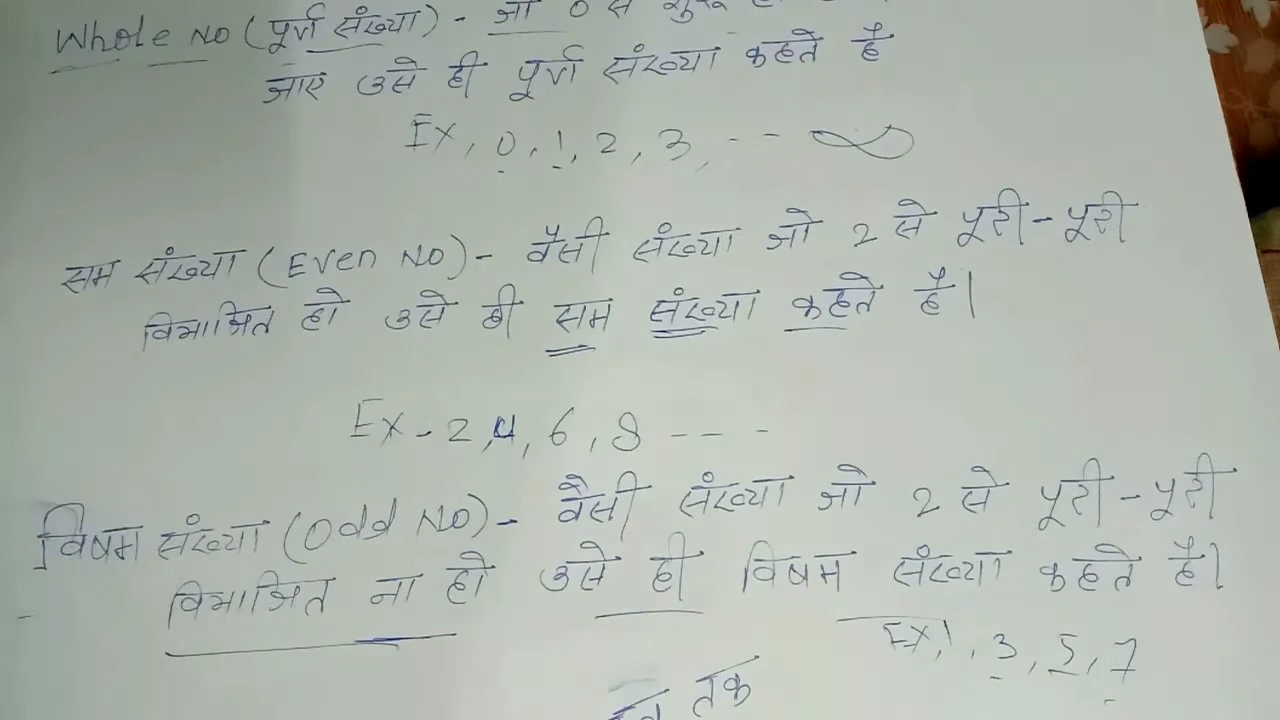 Whole No (पूर्ण संख्या) - जो 0 से
जाए उसे ही पूर्ण संख्या कहते है
Ex, 0, 1, 2, 3, -- ∞
सम संख्या (Even No) - वैसी संख्या जो 2 से पूरी-पूरी
विभाजित हो उसे ही सम संख्या कहते है।
Ex - 2, 4, 6, 8 ---
विषम संख्या (Odd No) - वैसी संख्या जो 2 से पूरी-पूरी
विभाजित ना हो उसे ही विषम संख्या कहते है।
Ex, 1, 3, 5, 7
तक